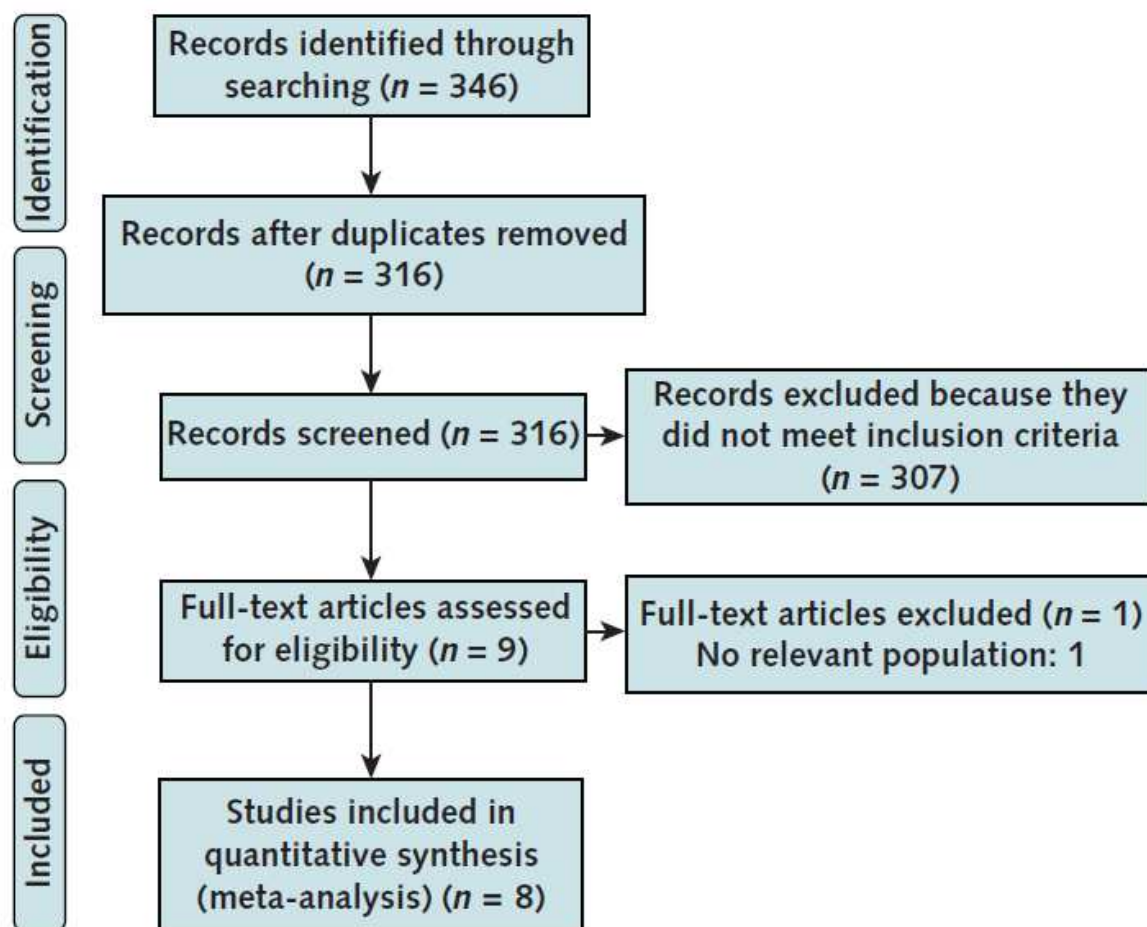 Identification
Records identified through
searching (n = 346)
Records after duplicates removed
(n = 316)
Screening
Records screened (n = 316)
Records excluded because they
did not meet inclusion criteria
(n = 307)
Eligibility
Full-text articles assessed
for eligibility (n = 9)
Full-text articles excluded (n = 1)
No relevant population: 1
Included
Studies included in
quantitative synthesis
(meta-analysis) (n = 8)